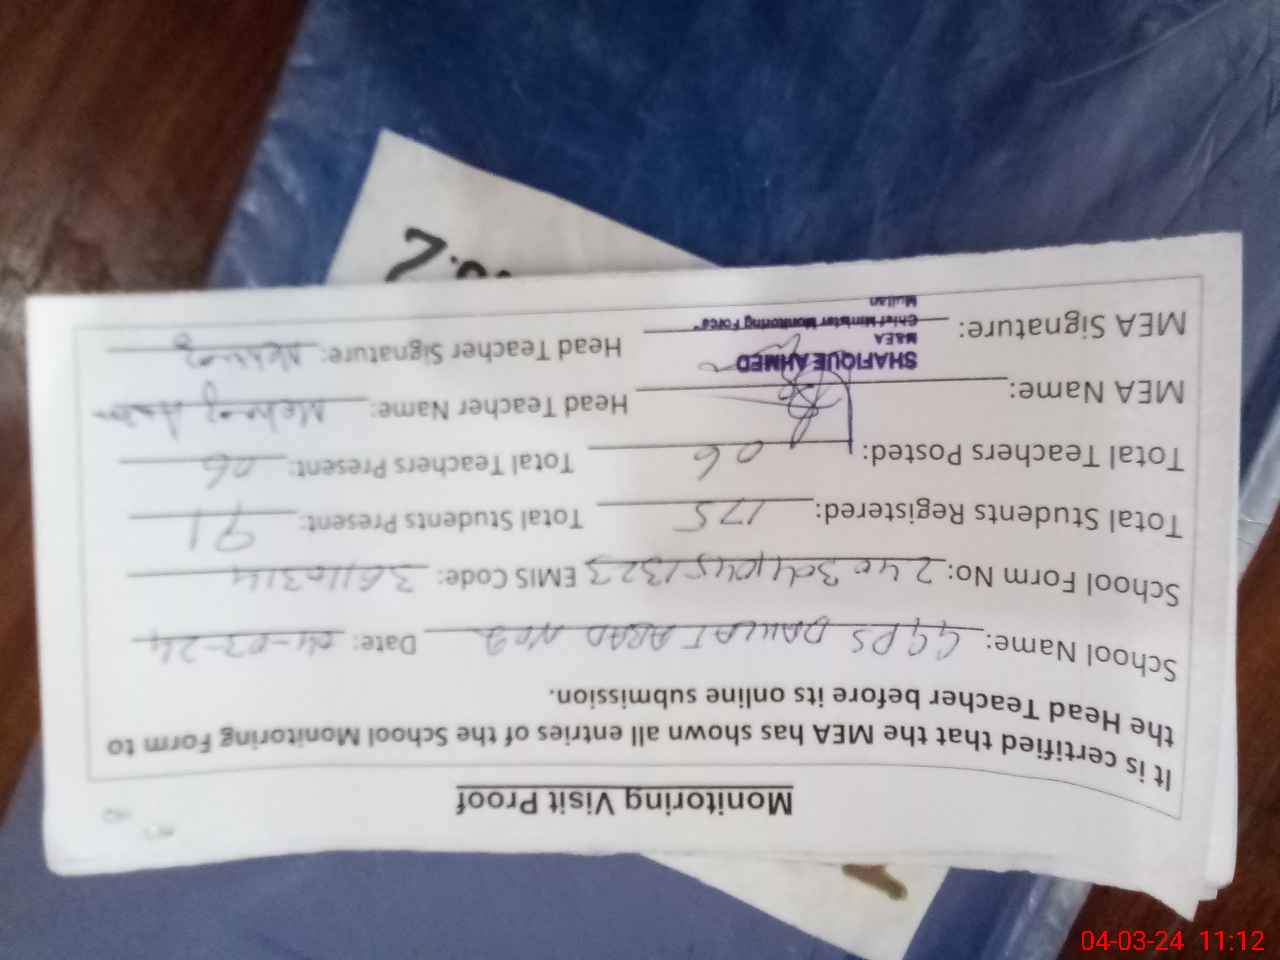 Monitoring Visit Proof
It is certified that the MEA has shown all entries of the School Monitoring Form to
the Head Teacher before its online submission.
School Name: GGPS DAULAT ABAD NO 2 Date: 04-03-24
School Form No: EMIS Code: 36110314
Total Students Registered: 175 Total Students Present: 91
Total Teachers Posted: 06 Total Teachers Present: 06
MEA Name: Head Teacher Name:
SHAFIQUE AHMED
M&EA
Chief Minister Monitoring Force"
Multan
MEA Signature: Head Teacher Signature:
2
04-03-24 11:12